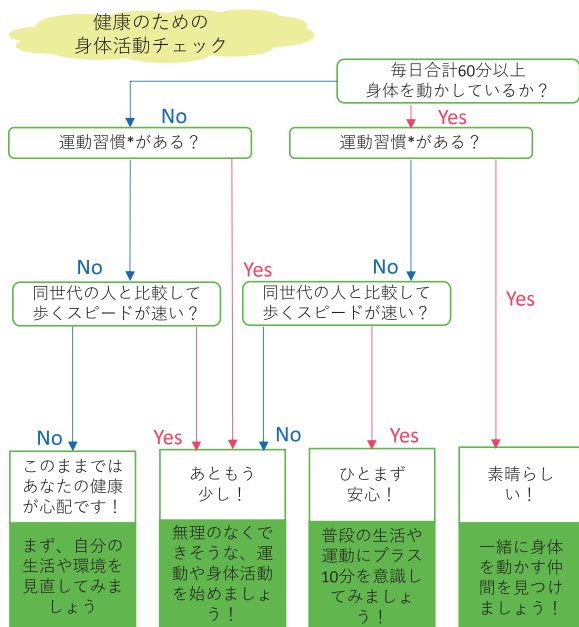 健康のための
身体活動チェック
毎日合計60分以上
身体を動かしているか？
No
Yes
運動習慣*がある？
運動習慣*がある？
No
Yes
No
Yes
同世代の人と比較して
歩くスピードが速い？
同世代の人と比較して
歩くスピードが速い？
No
Yes
No
Yes
このままでは
あなたの健康
が心配です！
まず、自分の
生活や環境を
見直してみま
しょう
あともう
少し！
無理のなくで
きそうな、運
動や身体活動
を始めましょ
う！
ひとまず
安心！
普段の生活や
運動にプラス
10分を意識し
てみましょ
う！
素晴らし
い！
一緒に身体
を動かす仲
間を見つけ
ましょう！